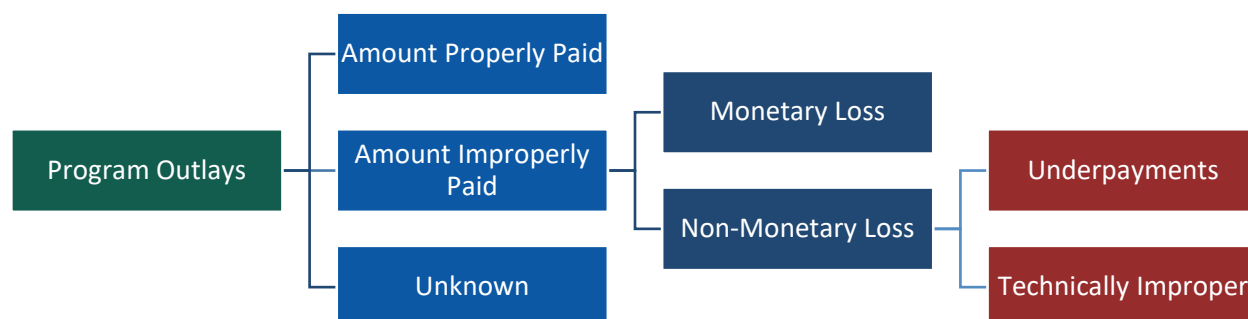 Program Outlays
Amount Properly Paid
Amount Improperly
Paid
Unknown
Monetary Loss
Non-Monetary Loss
Underpayments
Technically Improper